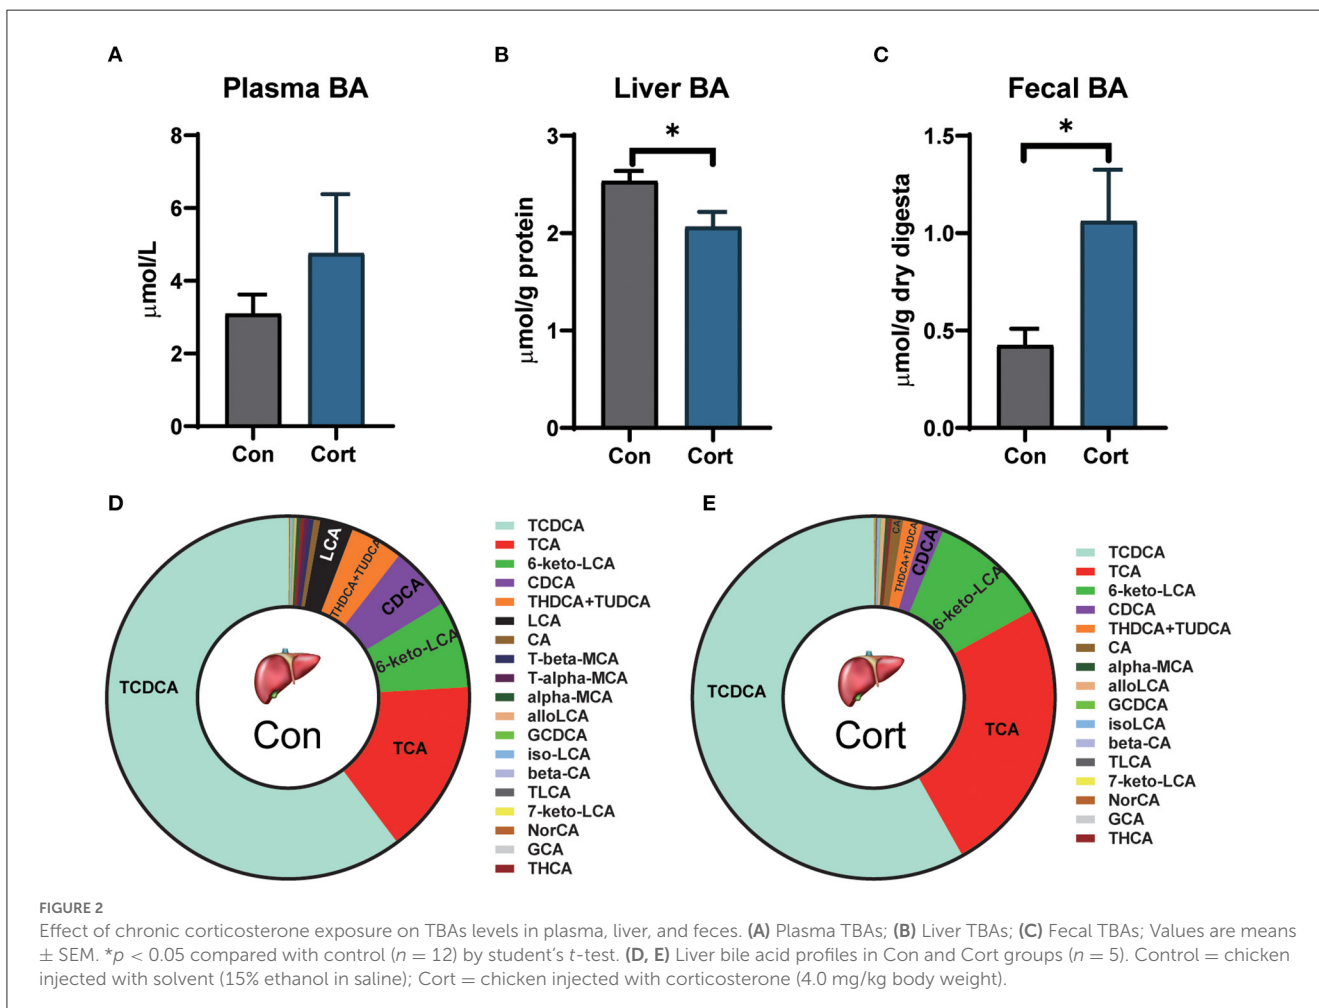 A
Plasma BA
μmol/L
8
6
4
2
0
Con
Cort
B
Liver BA
*
μmol/g protein
3
2
1
0
Con
Cort
C
Fecal BA
*
μmol/g dry digesta
1.5
1.0
0.5
0.0
Con
Cort
D
LCA
THDCA+TUDCA
CDCA
6-keto-LCA
TCA
TCDCA
Con
TCDCA
TCA
6-keto-LCA
CDCA
THDCA+TUDCA
LCA
CA
T-beta-MCA
T-alpha-MCA
alpha-MCA
alloLCA
GCDCA
iso-LCA
beta-CA
TLCA
7-keto-LCA
NorCA
GCA
THCA
E
CA
THDCA+TUDCA
CDCA
6-keto-LCA
TCA
TCDCA
Cort
TCDCA
TCA
6-keto-LCA
CDCA
THDCA+TUDCA
CA
alpha-MCA
alloLCA
GCDCA
isoLCA
beta-CA
TLCA
7-keto-LCA
NorCA
GCA
THCA
FIGURE 2
Effect of chronic corticosterone exposure on TBAs levels in plasma, liver, and feces. (A) Plasma TBAs; (B) Liver TBAs; (C) Fecal TBAs; Values are means
± SEM. *p < 0.05 compared with control (n = 12) by student's t-test. (D, E) Liver bile acid profiles in Con and Cort groups (n = 5). Control = chicken
injected with solvent (15% ethanol in saline); Cort = chicken injected with corticosterone (4.0 mg/kg body weight).